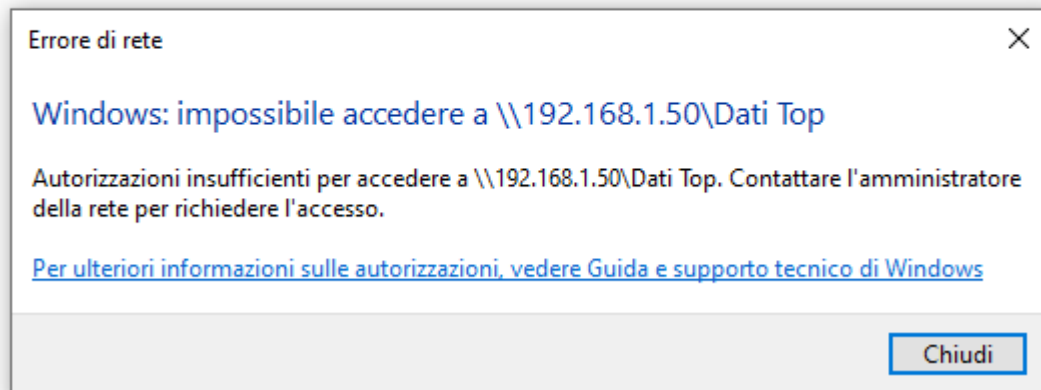 Errore di rete
Windows: impossibile accedere a \\192.168.1.50\Dati Top
Autorizzazioni insufficienti per accedere a \\192.168.1.50\Dati Top. Contattare l'amministratore
della rete per richiedere l'accesso.
Per ulteriori informazioni sulle autorizzazioni, vedere Guida e supporto tecnico di Windows
Chiudi